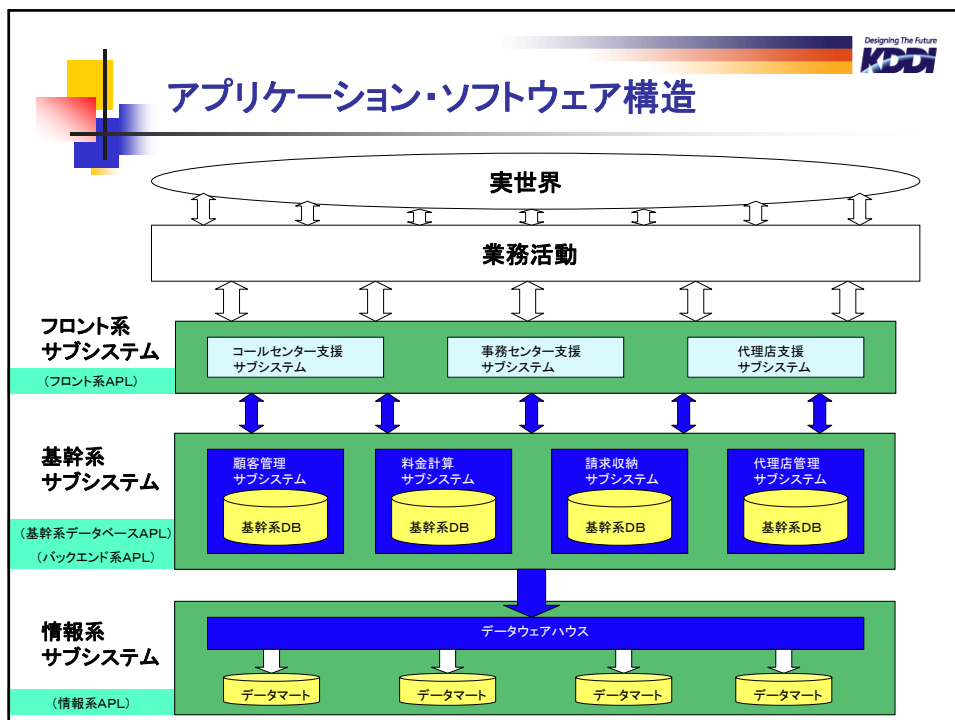 Designing The Future
KDDI
アプリケーション・ソフトウェア構造
実世界
業務活動
フロント系
サブシステム
（フロント系ＡＰＬ）
コールセンター支援
サブシステム
事務センター支援
サブシステム
代理店支援
サブシステム
基幹系
サブシステム
（基幹系データベースＡＰＬ）
（バックエンド系ＡＰＬ）
顧客管理
サブシステム
基幹系ＤＢ
料金計算
サブシステム
基幹系ＤＢ
請求収納
サブシステム
基幹系ＤＢ
代理店管理
サブシステム
基幹系ＤＢ
情報系
サブシステム
（情報系ＡＰＬ）
データウェアハウス
データマート
データマート
データマート
データマート